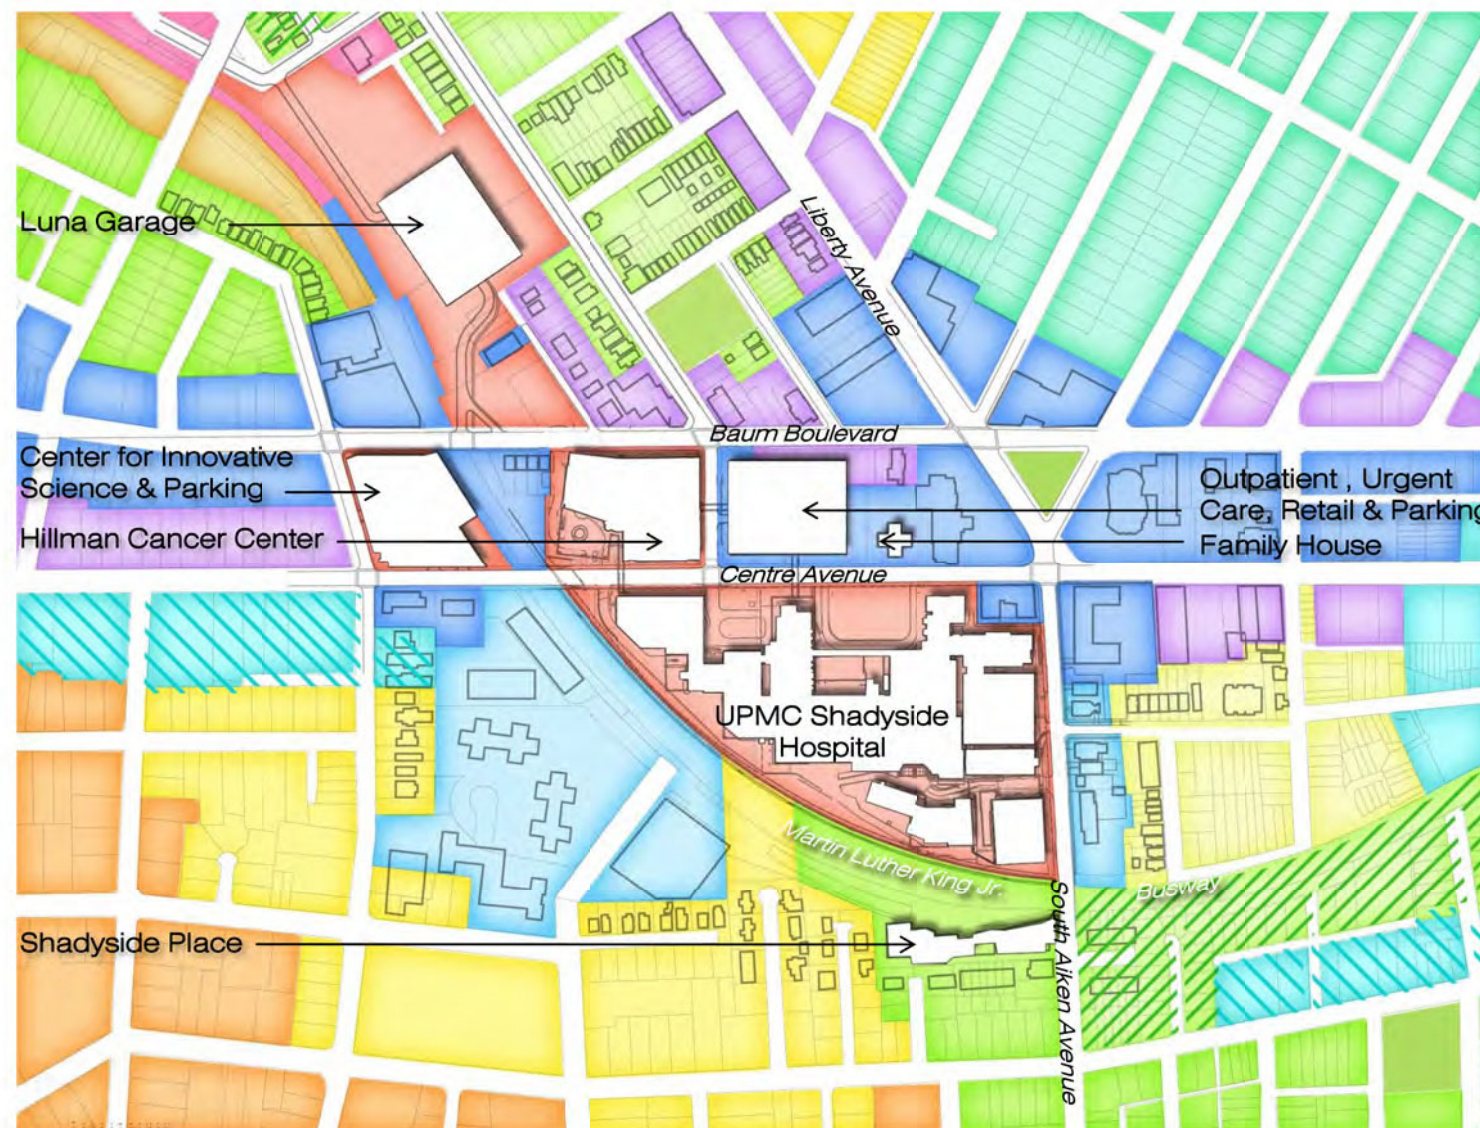 Luna Garage
Liberty Avenue
Baum Boulevard
Center for Innovative
Science & Parking
Outpatient , Urgent
Care, Retail & Parking
Hillman Cancer Center
Family House
Centre Avenue
UPMC Shadyside
Hospital
Martin Luther King Jr.
Busway
South Aiken Avenue
Shadyside Place